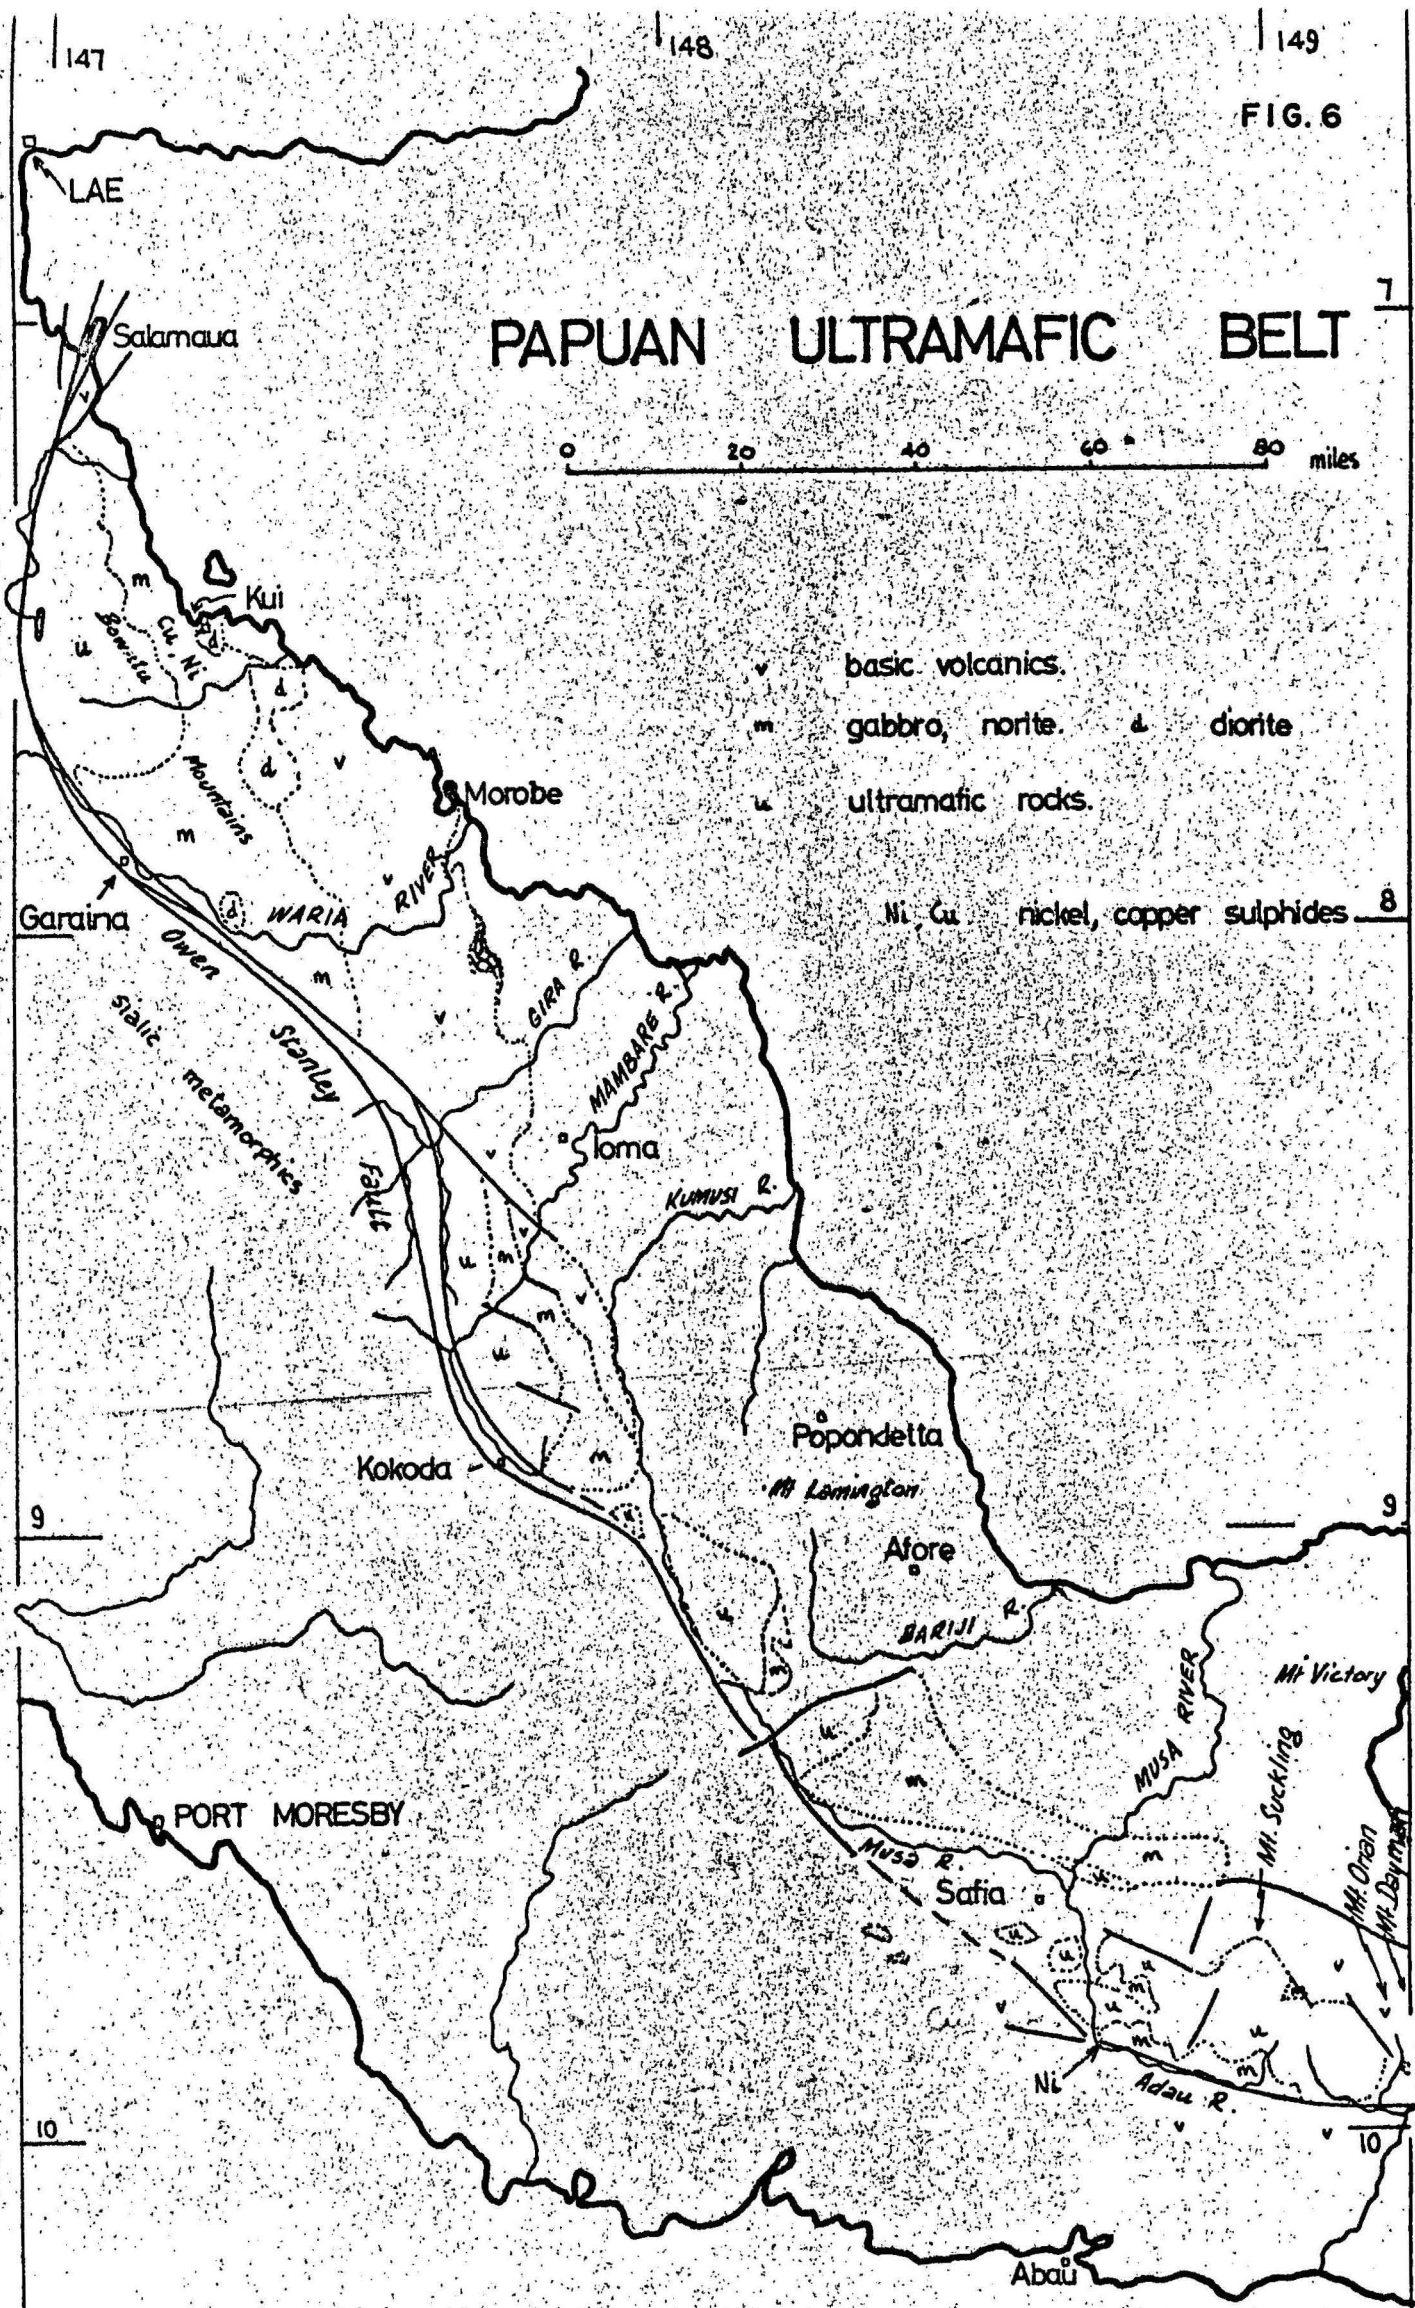 147
148
149
FIG. 6
LAE
7
Salamaua
PAPUAN ULTRAMAFIC BELT
0 20 40 60 80 miles
v
m
Kui
u
Cu, Ni
d
d
v basic volcanics.
m gabbro, norite. d diorite
u ultramafic rocks.
d
v
Mountains
Morobe
m
v
WARIA RIVER
d
Garaina
Ni, Cu nickel, copper sulphides
8
Owen Stanley Fault
m
v
GIRA R.
MAMBARE R.
sialic metamorphics
Ioma
v
KUMUSI R.
u
m
v
m
v
u
Popondetta
Kokoda
m
Mt Lamington
9
9
u
Afore
u
BARIJI R.
m
Mt Victory
MUSA RIVER
Mt. Suckling
u
m
PORT MORESBY
Musa R.
m
u
Safia
Mt. Orian
Mt. Dayman
u
u
u
u
m
v
m
v
v
u
m
u
m
Ni
Adau R.
v
v
10
10
Abau